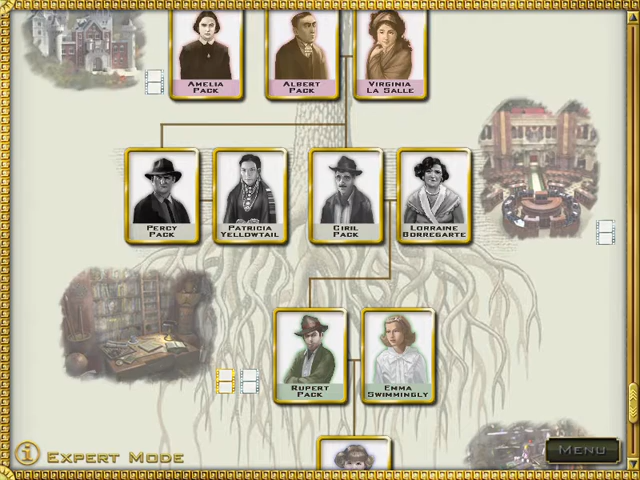 Amelia
Pack
Albert
Pack
Virginia
La Salle
Percy
Pack
Patricia
Yellowtail
Ciril
Pack
Lorraine
Borregarte
Rupert
Pack
Emma
Swimmingly
i Expert Mode
Menu